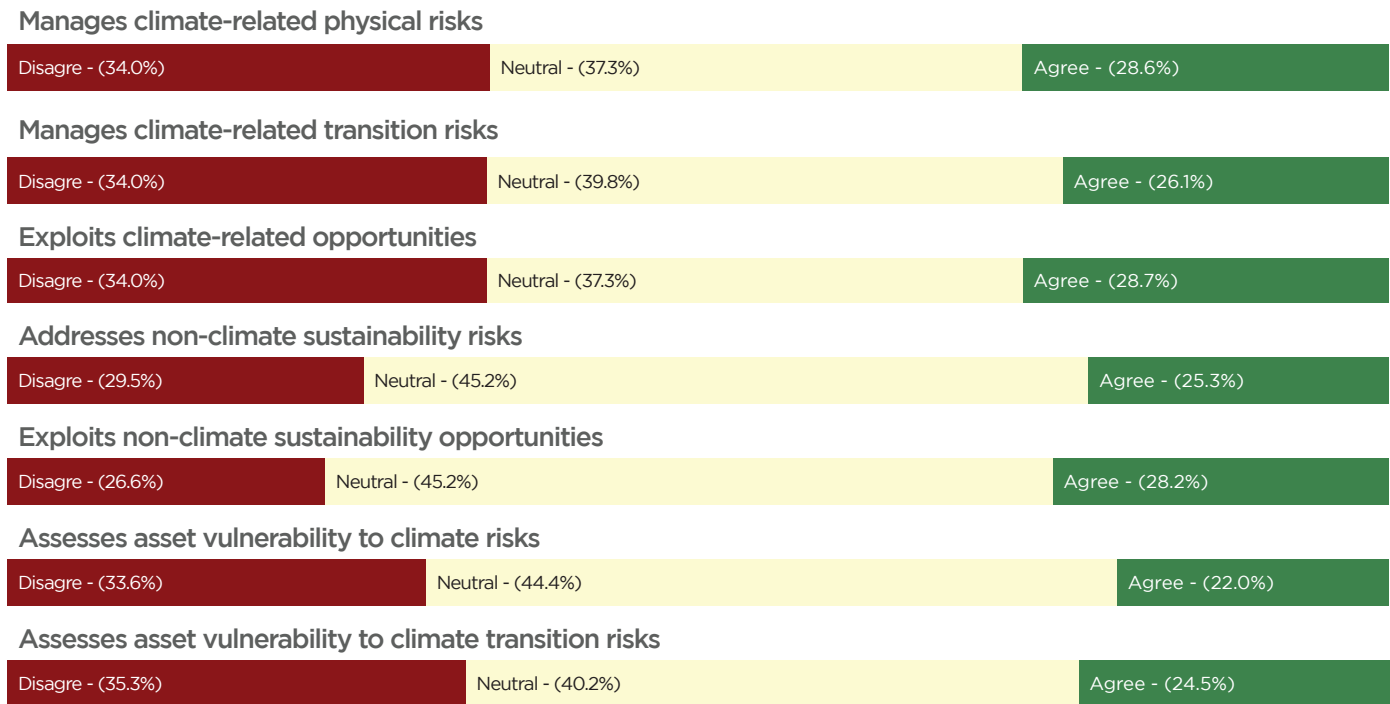 Manages climate-related physical risks
Disagre - (34.0%) Neutral - (37.3%) Agree - (28.6%)
Manages climate-related transition risks
Disagre - (34.0%) Neutral - (39.8%) Agree - (26.1%)
Exploits climate-related opportunities
Disagre - (34.0%) Neutral - (37.3%) Agree - (28.7%)
Addresses non-climate sustainability risks
Disagre - (29.5%) Neutral - (45.2%) Agree - (25.3%)
Exploits non-climate sustainability opportunities
Disagre - (26.6%) Neutral - (45.2%) Agree - (28.2%)
Assesses asset vulnerability to climate risks
Disagre - (33.6%) Neutral - (44.4%) Agree - (22.0%)
Assesses asset vulnerability to climate transition risks
Disagre - (35.3%) Neutral - (40.2%) Agree - (24.5%)